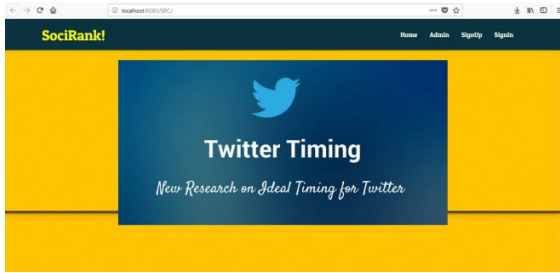 localhost:8080/SRC/
SociRank!
Home Admin SignUp SignIn
Twitter Timing
New Research on Ideal Timing for Twitter